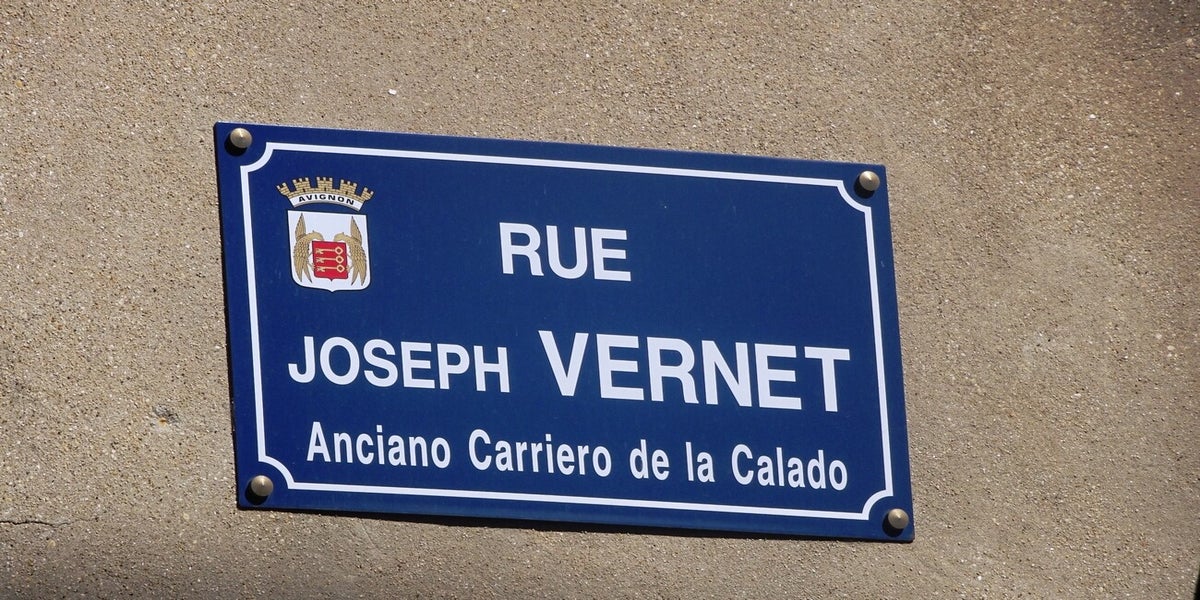 AVIGNON
RUE
JOSEPH VERNET
Anciano Carriero de la Calado